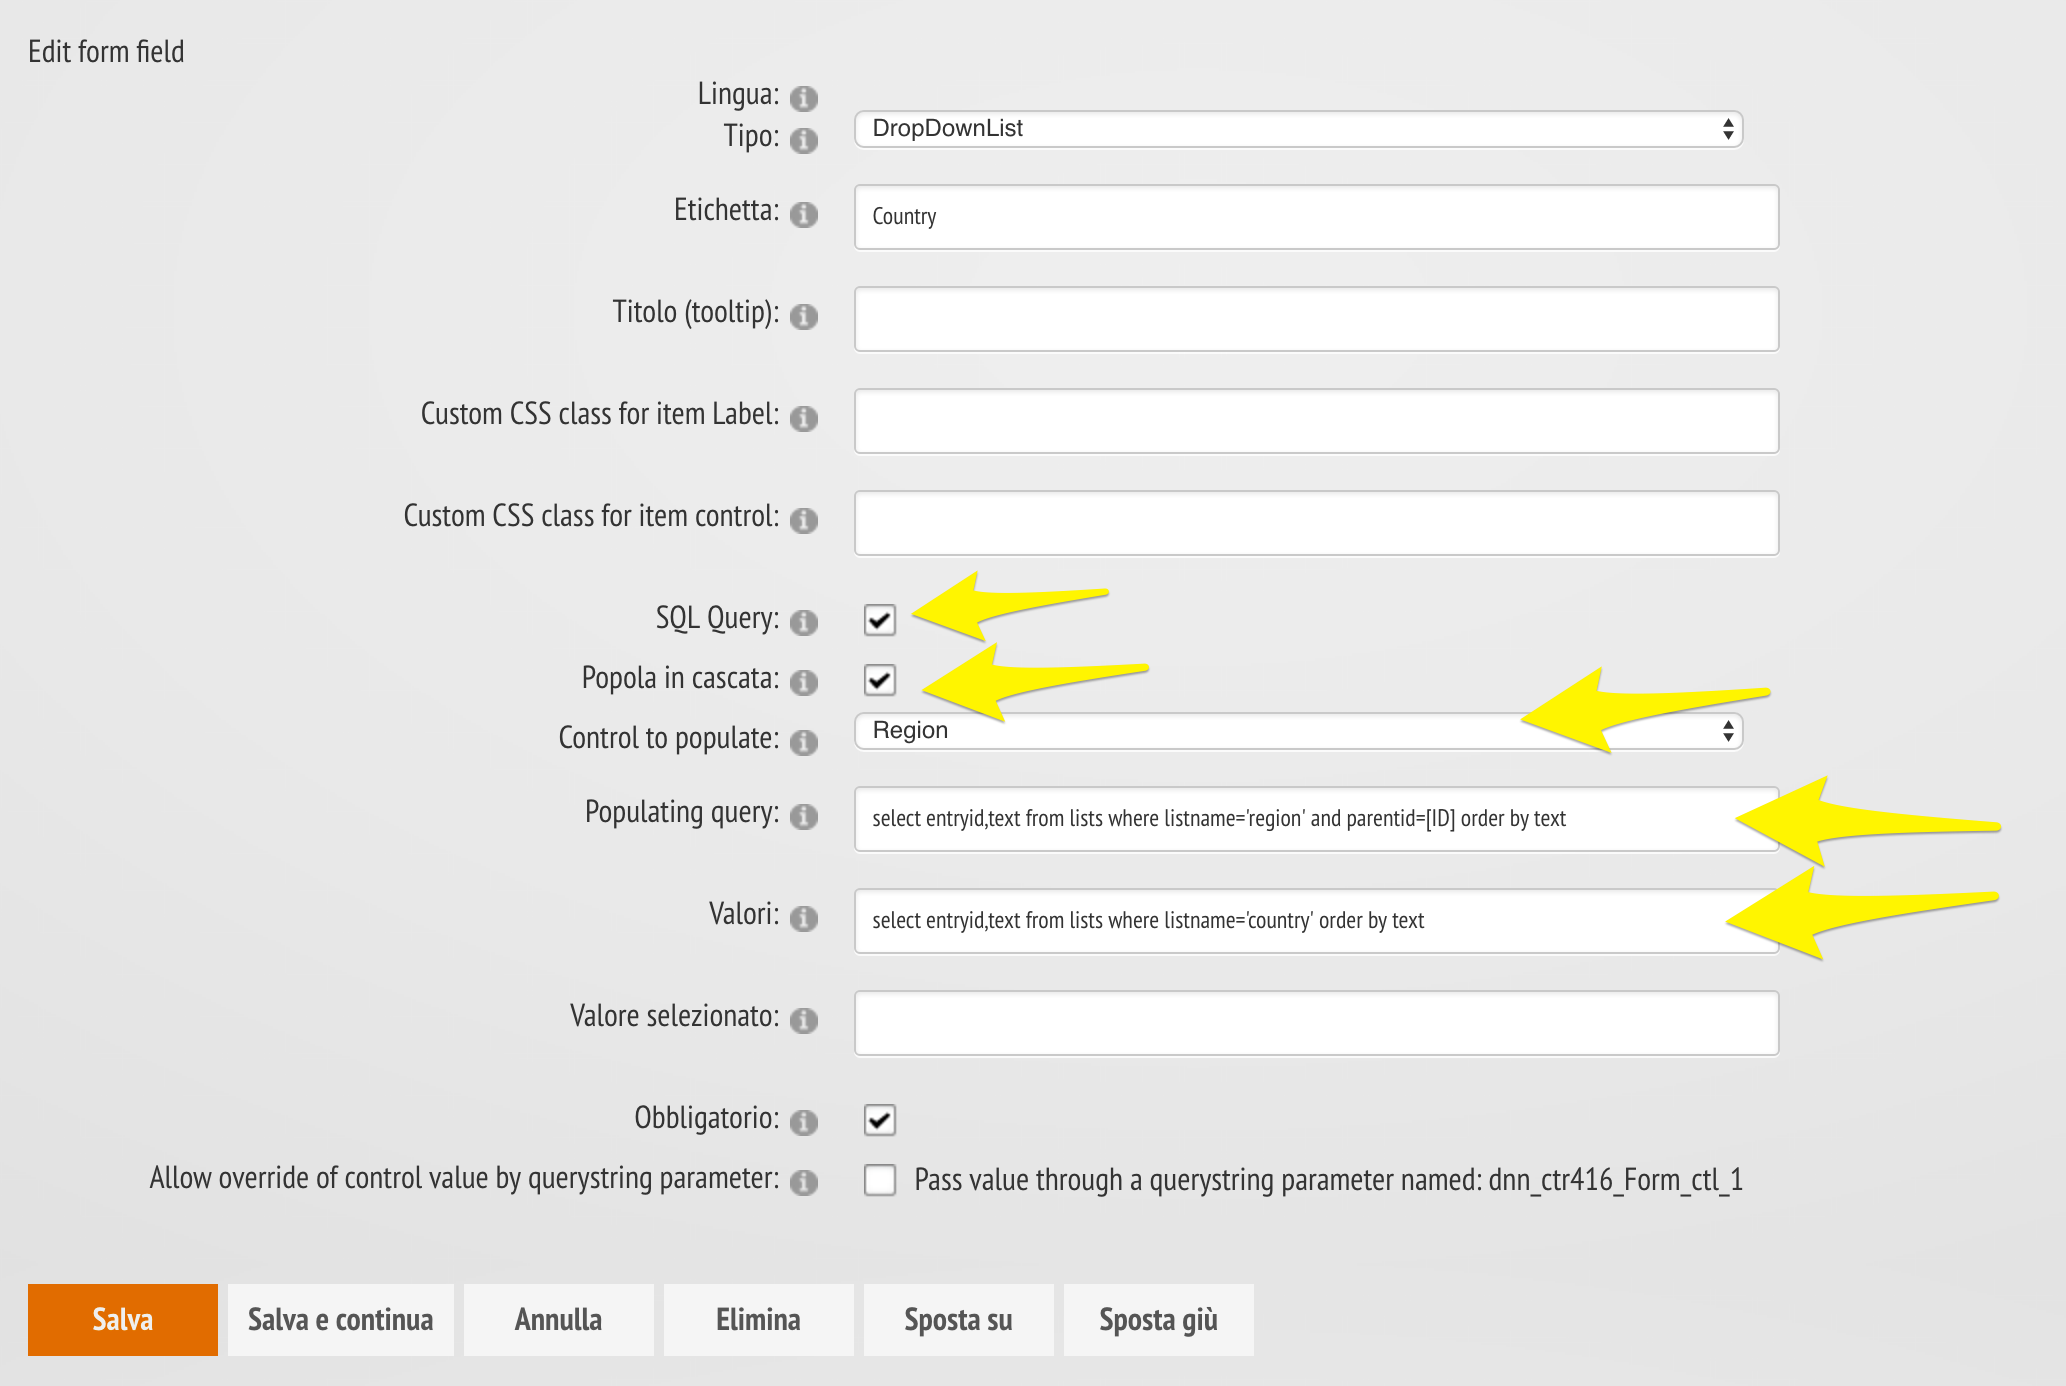 Edit form field
Lingua:
Tipo: DropDownList
Etichetta: Country
Titolo (tooltip):
Custom CSS class for item Label:
Custom CSS class for item control:
SQL Query:
Popola in cascata:
Control to populate: Region
Populating query: select entryid,text from lists where listname='region' and parentid=[ID] order by text
Valori: select entryid,text from lists where listname='country' order by text
Valore selezionato:
Obbligatorio:
Allow override of control value by querystring parameter: Pass value through a querystring parameter named: dnn_ctr416_Form_ctl_1
Salva Salva e continua Annulla Elimina Sposta su Sposta giù